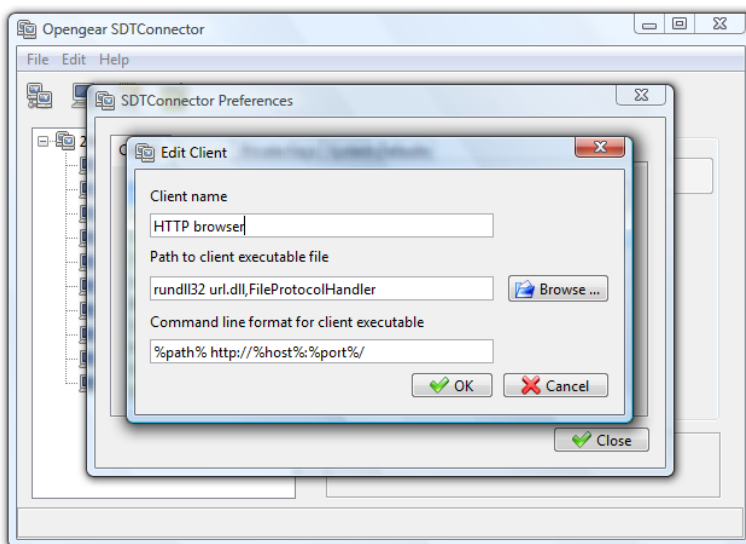 Opengear SDTConnector
File Edit Help
SDTConnector Preferences
2
Edit Client
Client name
HTTP browser
Path to client executable file
rundll32 url.dll,FileProtocolHandler
Browse ...
Command line format for client executable
%path% http://%host%:%port%/
OK
Cancel
Close